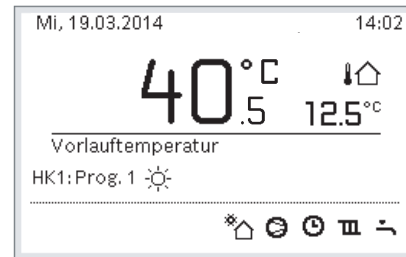 Mi, 19.03.2014 14:02
40.5 °C
12.5°C
Vorlauftemperatur
HK1: Prog. 1